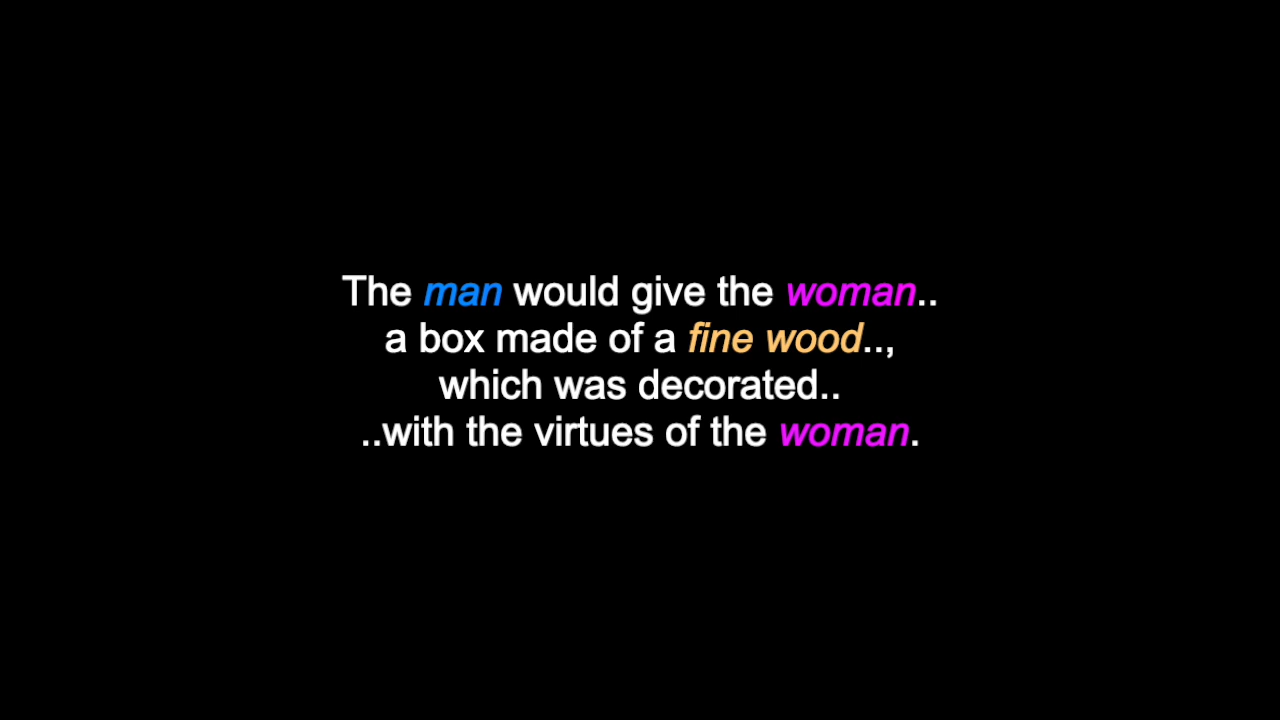 The man would give the woman..
a box made of a fine wood..,
which was decorated..
..with the virtues of the woman.